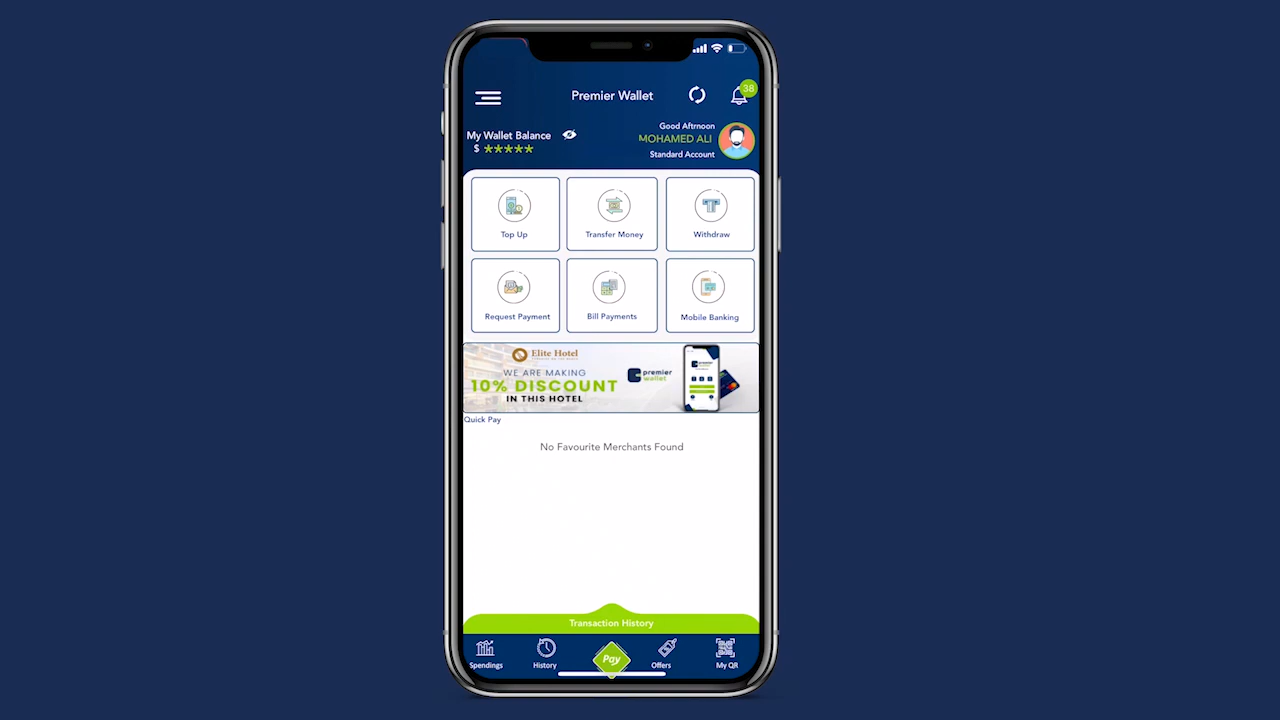 Premier Wallet
38
My Wallet Balance
$ *****
Good Aftrnoon
MOHAMED ALI
Standard Account
Top Up
Transfer Money
Withdraw
Request Payment
Bill Payments
Mobile Banking
Elite Hotel
WE ARE MAKING
10% DISCOUNT
IN THIS HOTEL
premier
wallet
premier
wallet
Quick Pay
No Favourite Merchants Found
Transaction History
Spendings
History
Pay
Offers
My QR